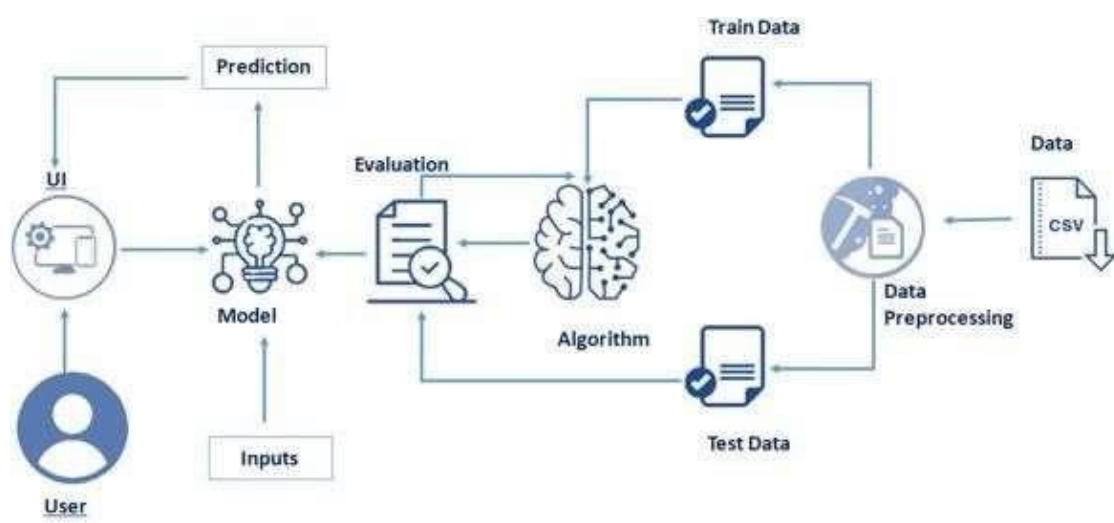 Train Data
Prediction
Data
Evaluation
UI
CSV
Model
Data
Preprocessing
Algorithm
Test Data
Inputs
User